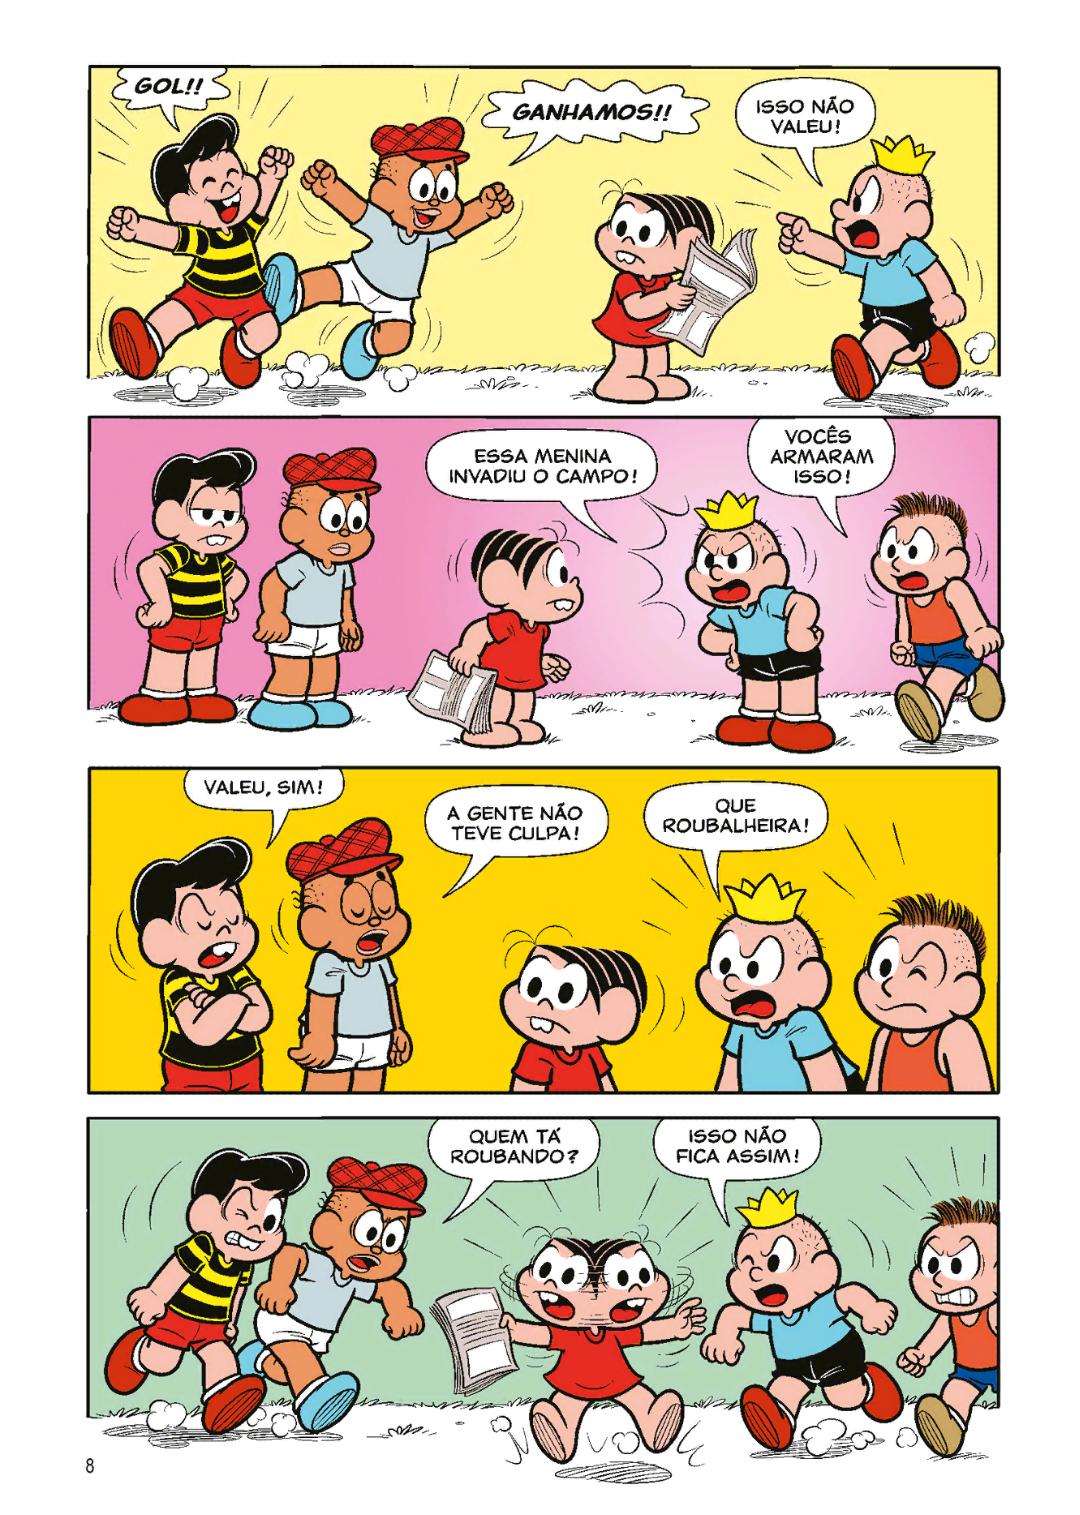 GOL!!
GANHAMOS!!
ISSO NÃO
VALEU!
ESSA MENINA
INVADIU O CAMPO!
VOCÊS
ARMARAM
ISSO!
VALEU, SIM!
A GENTE NÃO
TEVE CULPA!
QUE
ROUBALHEIRA!
QUEM TÁ
ROUBANDO?
ISSO NÃO
FICA ASSIM!
8